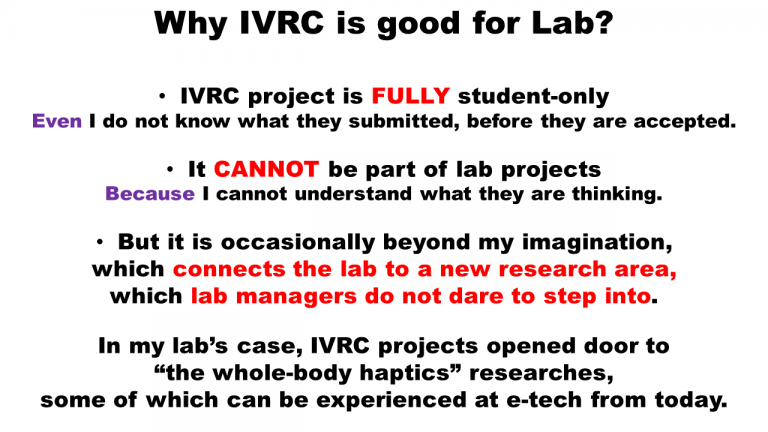 Why IVRC is good for Lab?
• IVRC project is FULLY student-only
Even I do not know what they submitted, before they are accepted.
• It CANNOT be part of lab projects
Because I cannot understand what they are thinking.
• But it is occasionally beyond my imagination,
which connects the lab to a new research area,
which lab managers do not dare to step into.
In my lab’s case, IVRC projects opened door to
“the whole-body haptics” researches,
some of which can be experienced at e-tech from today.